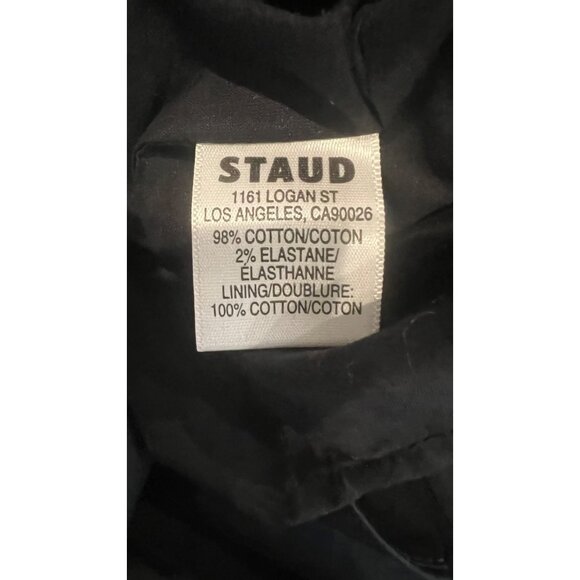 STAUD
1161 LOGAN ST
LOS ANGELES, CA90026
98% COTTON/COTON
2% ELASTANE/
ÉLASTHANNE
LINING/DOUBLURE:
100% COTTON/COTON